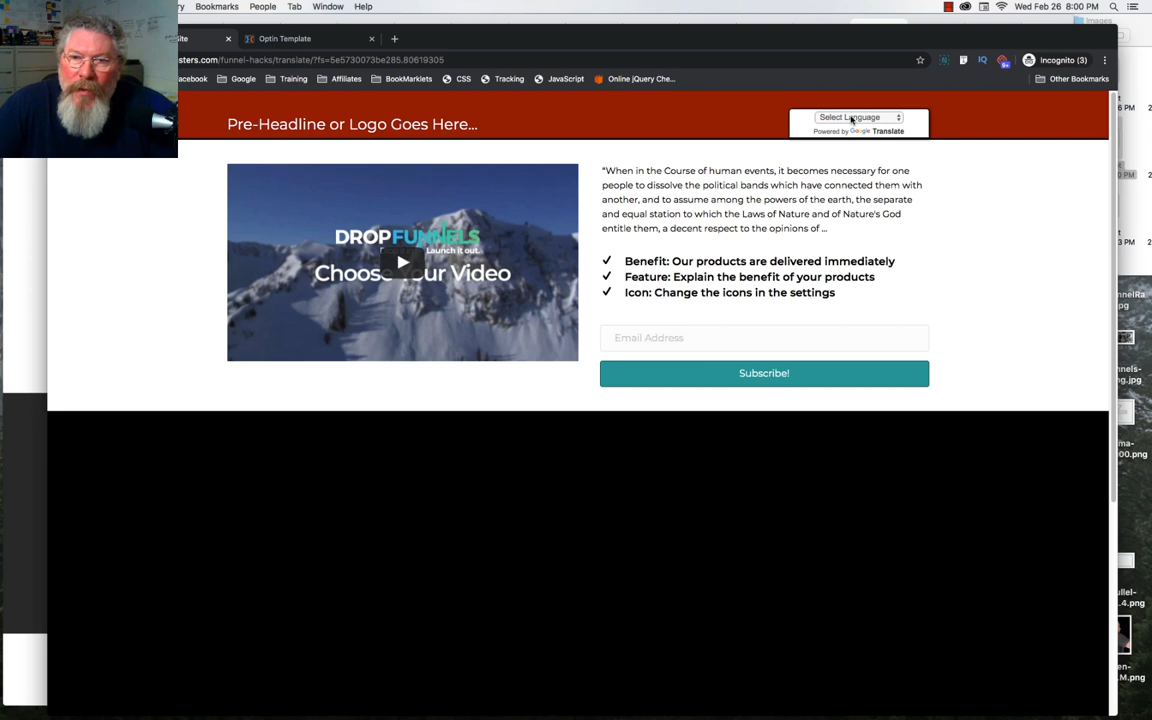 Bookmarks People Tab Window Help
Wed Feb 26 8:00 PM
images
Optin Template
sters.com/funnel-hacks/translate/?fs=5e5730073be285.80619305
Incognito (3)
acebook Google Training Affiliates BookMarklets CSS Tracking JavaScript Online jQuery Che... Other Bookmarks
Pre-Headline or Logo Goes Here...
Select Language
Powered by Google Translate
"When in the Course of human events, it becomes necessary for one
people to dissolve the political bands which have connected them with
another, and to assume among the powers of the earth, the separate
and equal station to which the Laws of Nature and of Nature's God
entitle them, a decent respect to the opinions of ...
DROPFUNNELS
Launch it out.
Choose Your Video
Benefit: Our products are delivered immediately
Feature: Explain the benefit of your products
Icon: Change the icons in the settings
Email Address
Subscribe!